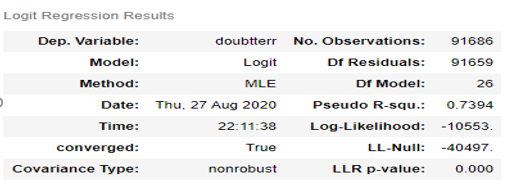 Logit Regression Results
Dep. Variable: doubtterr No. Observations: 91686
Model: Logit Df Residuals: 91659
Method: MLE Df Model: 26
Date: Thu, 27 Aug 2020 Pseudo R-squ.: 0.7394
Time: 22:11:38 Log-Likelihood: -10553.
converged: True LL-Null: -40497.
Covariance Type: nonrobust LLR p-value: 0.000